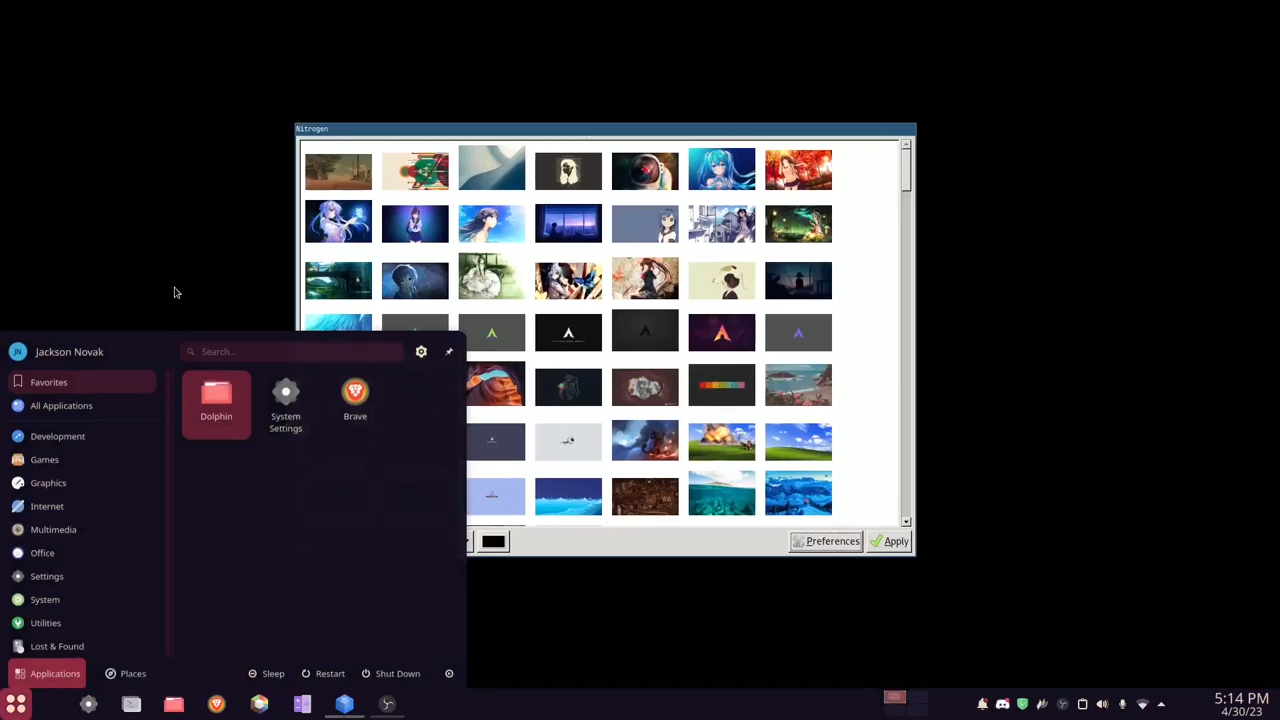 Nitrogen
Jackson Novak
Search...
Favorites
All Applications
Development
Games
Graphics
Internet
Multimedia
Office
Settings
System
Utilities
Lost & Found
Dolphin
System
Settings
Brave
Preferences
Apply
Applications
Places
Sleep
Restart
Shut Down
JN
5:14 PM
4/30/23